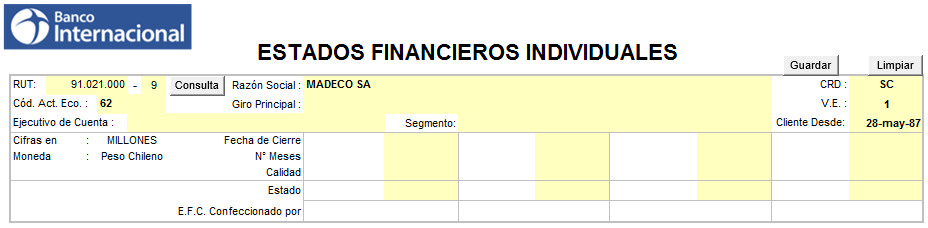 Banco
Internacional
ESTADOS FINANCIEROS INDIVIDUALES
Guardar Limpiar
RUT: 91.021.000 - 9 Consulta Razón Social : MADECO SA CRD : SC
Cód. Act. Eco. : 62 Giro Principal : V.E. : 1
Ejecutivo de Cuenta : Segmento: Cliente Desde: 28-may-87
Cifras en : MILLONES Fecha de Cierre
Moneda : Peso Chileno N° Meses
Calidad
Estado
E.F.C. Confeccionado por